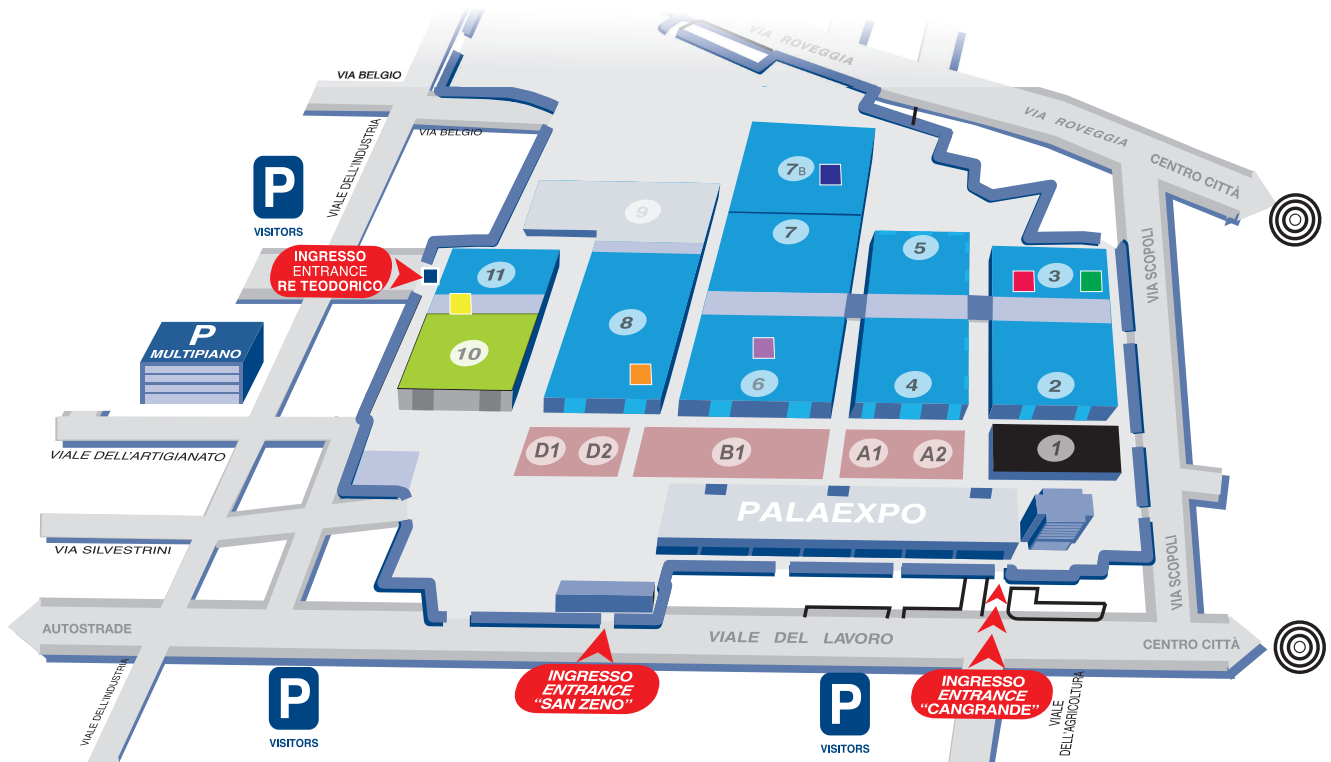 VIA ROVEGGIA
VIA BELGIO
VIA BELGIO
VIA ROVEGGIA
CENTRO CITTÀ
VIALE DELL'INDUSTRIA
P
VISITORS
7B
9
7
5
INGRESSO
ENTRANCE
RE TEODORICO
11
3
VIA SCOPOLI
P
MULTIPIANO
8
10
6
4
2
VIALE DELL'ARTIGIANATO
D1
D2
B1
A1
A2
1
PALAEXPO
VIA SILVESTRINI
VIA SCOPOLI
AUTOSTRADE
VIALE DEL LAVORO
CENTRO CITTÀ
VIALE DELL'INDUSTRIA
P
VISITORS
INGRESSO
ENTRANCE
"SAN ZENO"
P
VISITORS
INGRESSO
ENTRANCE
"CANGRANDE"
VIALE
DELL'AGRICOLTURA